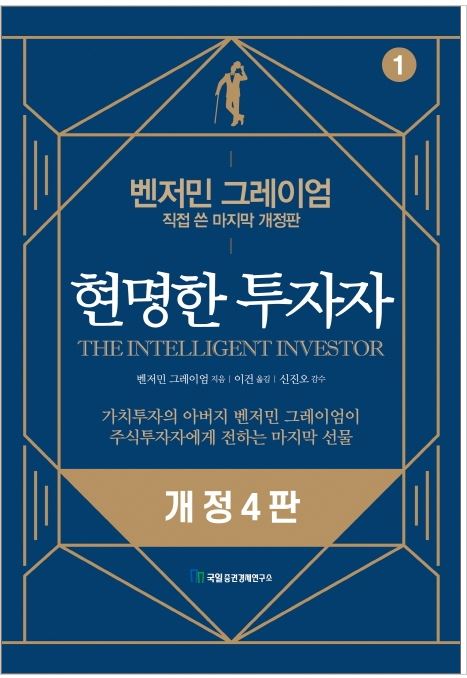 1
벤저민 그레이엄
직접 쓴 마지막 개정판
현명한 투자자
THE INTELLIGENT INVESTOR
벤저민 그레이엄 지음 | 이건 옮김 | 신진오 감수
가치투자의 아버지 벤저민 그레이엄이
주식투자자에게 전하는 마지막 선물
개정4판
국일증권경제연구소